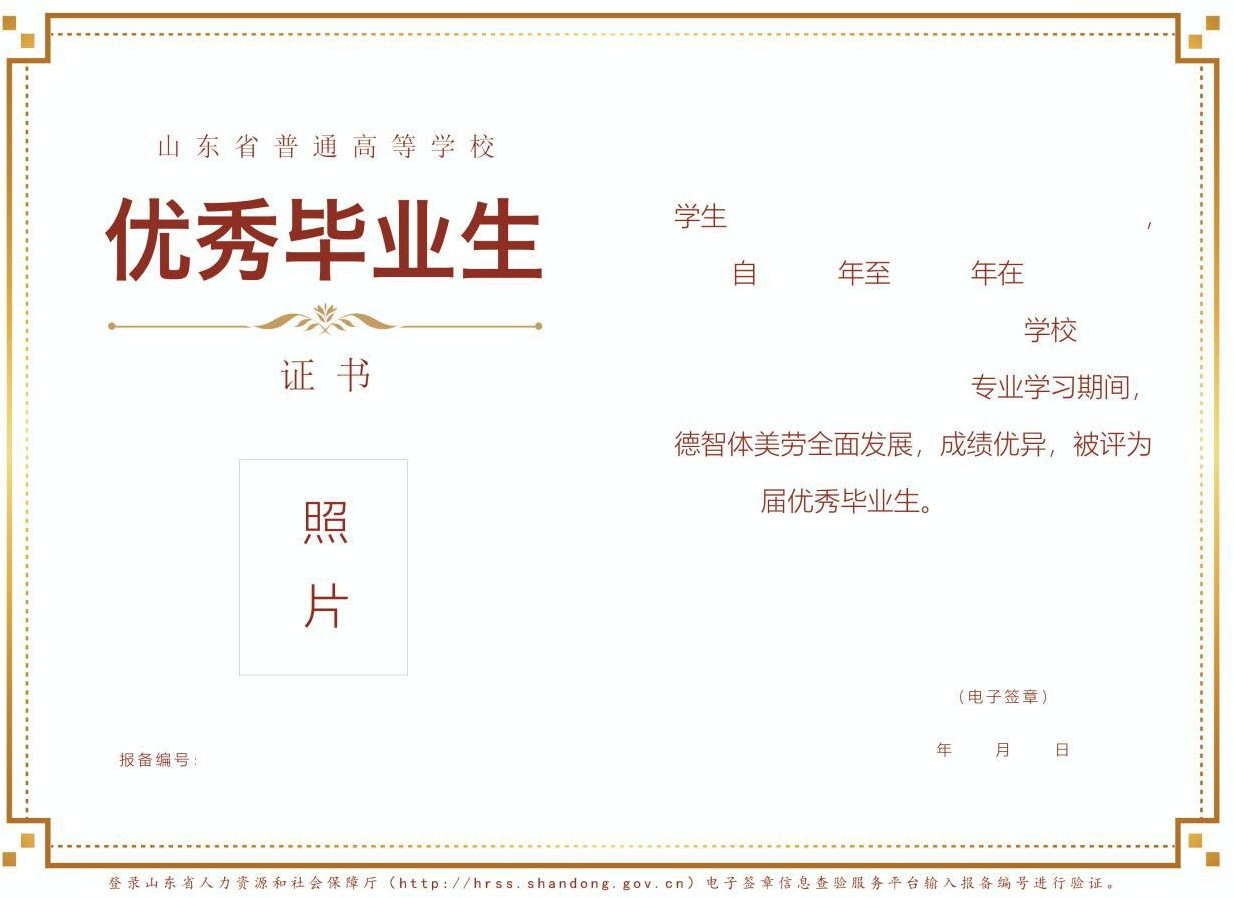 山东省普通高等学校
优秀毕业生
证书
照
片
报备编号：
学生　　　　　　　　，
自　　　年至　　　年在
学校
专业学习期间，
德智体美劳全面发展，成绩优异，被评为
届优秀毕业生。
（电子签章）
年　　月　　日
登录山东省人力资源和社会保障厅（http://hrss.shandong.gov.cn）电子签章信息查验服务平台输入报备编号进行验证。